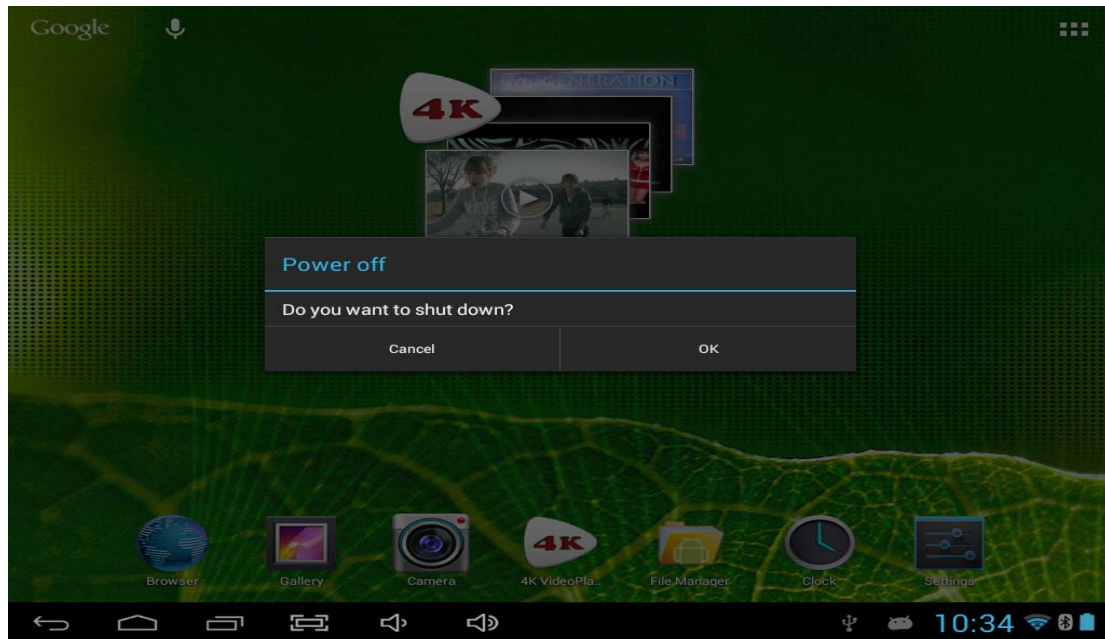 Google
4K
GENERATION
Power off
Do you want to shut down?
Cancel
OK
4K
Browser
Gallery
Camera
4K VideoPla..
File Manager
Clock
Settings
10:34